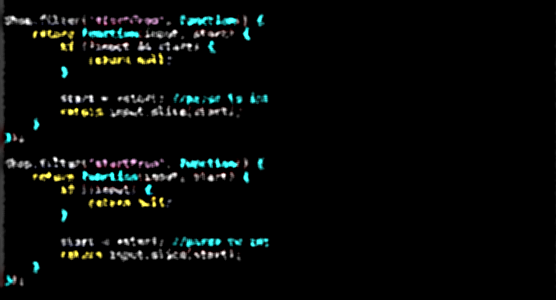 .filter('startFrom', function() {
return function(input, start) {
if (!input && start) {
return null;
}
start = +start; //parse to int
return input.slice(start);
}
});
.filter('startFrom', function() {
return function(input, start) {
if (!input) {
return null;
}
start = +start; //parse to int
return input.slice(start);
}
});